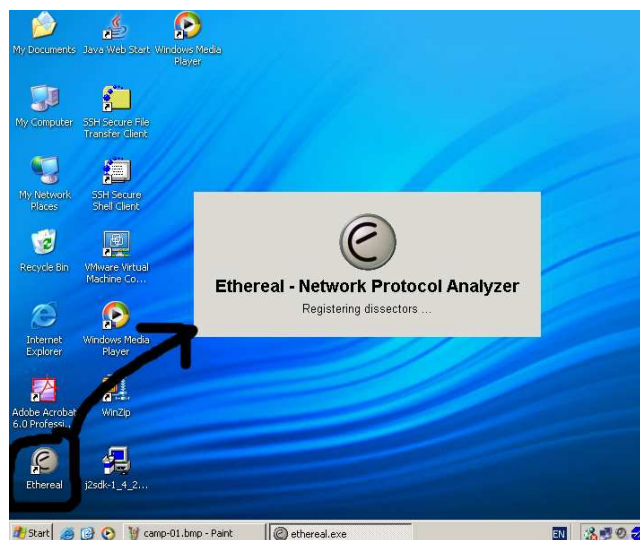 My Documents
Java Web Start
Windows Media
Player
My Computer
SSH Secure File
Transfer Client
My Network
Places
SSH Secure
Shell Client
Recycle Bin
VMware Virtual
Machine Co...
Internet
Explorer
Windows Media
Player
Adobe Acrobat
6.0 Professi...
WinZip
Ethereal
j2sdk-1_4_2...
Ethereal - Network Protocol Analyzer
Registering dissectors ...
Start
camp-01.bmp - Paint
ethereal.exe
EN